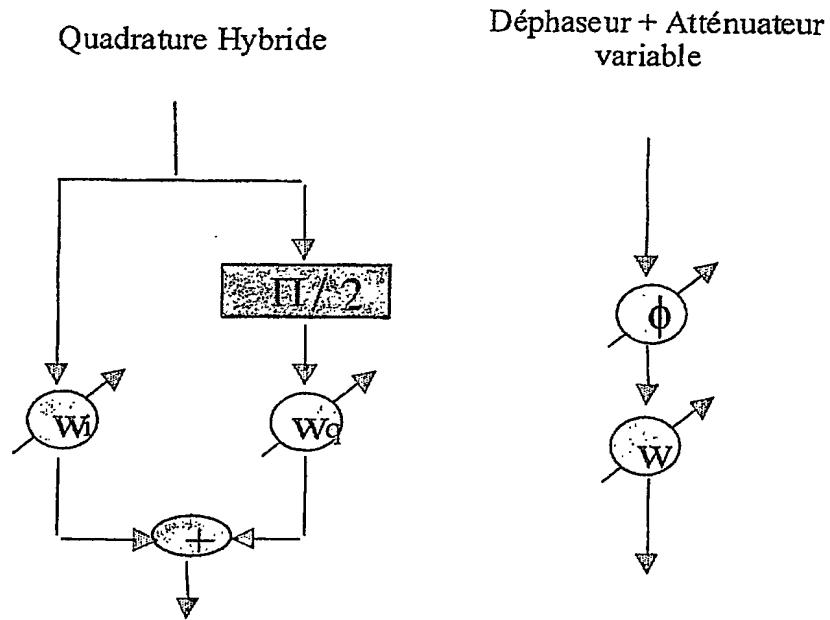 Quadrature Hybride
Déphaseur + Atténuateur
variable
Π/2
ϕ
Wi
Wq
W
+